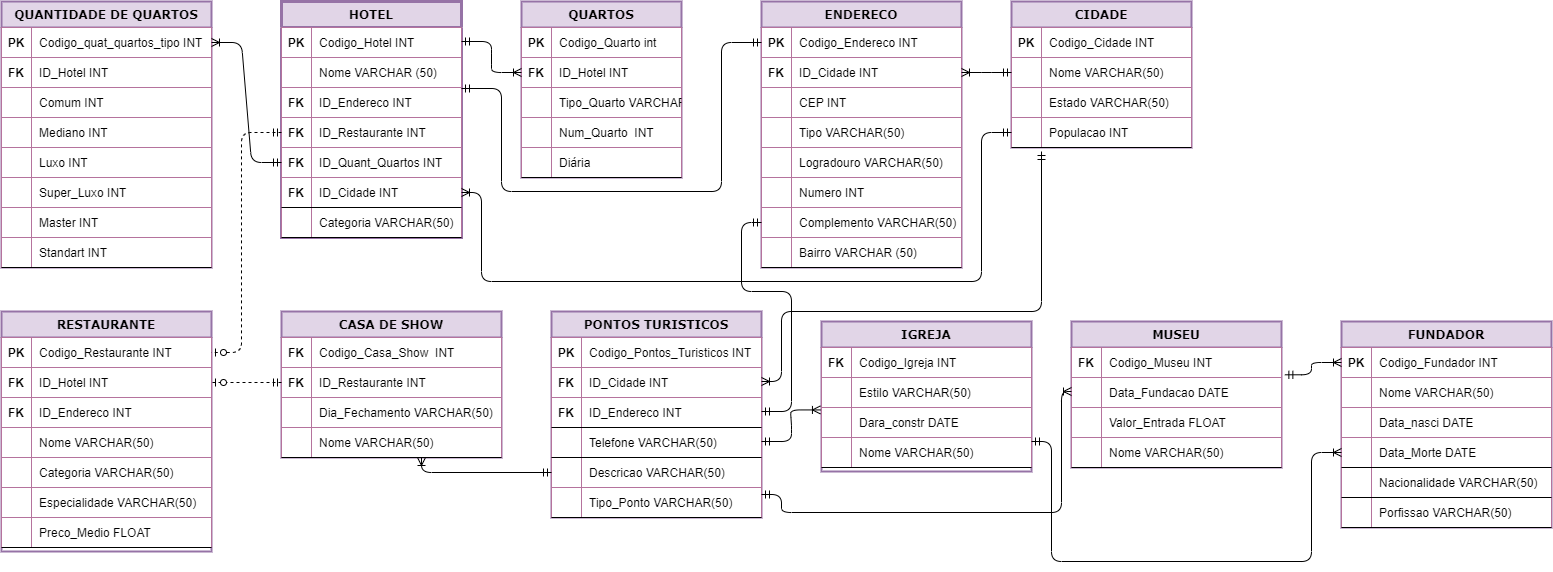 QUANTIDADE DE QUARTOS
PK Codigo_quat_quartos_tipo INT
FK ID_Hotel INT
Comum INT
Mediano INT
Luxo INT
Super_Luxo INT
Master INT
Standart INT
HOTEL
PK Codigo_Hotel INT
Nome VARCHAR (50)
FK ID_Endereco INT
FK ID_Restaurante INT
FK ID_Quant_Quartos INT
FK ID_Cidade INT
Categoria VARCHAR(50)
QUARTOS
PK Codigo_Quarto int
FK ID_Hotel INT
Tipo_Quarto VARCHAR
Num_Quarto INT
Diária
ENDERECO
PK Codigo_Endereco INT
FK ID_Cidade INT
CEP INT
Tipo VARCHAR(50)
Logradouro VARCHAR(50)
Numero INT
Complemento VARCHAR(50)
Bairro VARCHAR (50)
CIDADE
PK Codigo_Cidade INT
Nome VARCHAR(50)
Estado VARCHAR(50)
Populacao INT
RESTAURANTE
PK Codigo_Restaurante INT
FK ID_Hotel INT
FK ID_Endereco INT
Nome VARCHAR(50)
Categoria VARCHAR(50)
Especialidade VARCHAR(50)
Preco_Medio FLOAT
CASA DE SHOW
FK Codigo_Casa_Show INT
FK ID_Restaurante INT
Dia_Fechamento VARCHAR(50)
Nome VARCHAR(50)
PONTOS TURISTICOS
PK Codigo_Pontos_Turisticos INT
FK ID_Cidade INT
FK ID_Endereco INT
Telefone VARCHAR(50)
Descricao VARCHAR(50)
Tipo_Ponto VARCHAR(50)
IGREJA
FK Codigo_Igreja INT
Estilo VARCHAR(50)
Dara_constr DATE
Nome VARCHAR(50)
MUSEU
FK Codigo_Museu INT
Data_Fundacao DATE
Valor_Entrada FLOAT
Nome VARCHAR(50)
FUNDADOR
PK Codigo_Fundador INT
Nome VARCHAR(50)
Data_nasci DATE
Data_Morte DATE
Nacionalidade VARCHAR(50)
Porfissao VARCHAR(50)